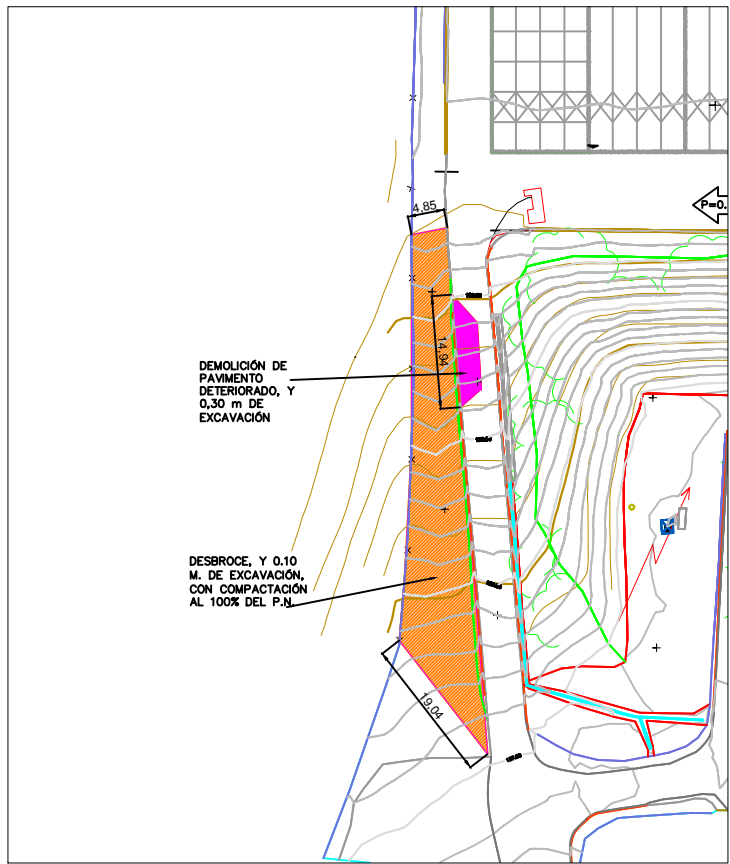 4.85
P=0.
14.94
DEMOLICIÓN DE
PAVIMENTO
DETERIORADO, Y
0,30 m DE
EXCAVACIÓN
DESBROCE, Y 0.10
M. DE EXCAVACIÓN,
CON COMPACTACIÓN
AL 100% DEL P.N.
19.04